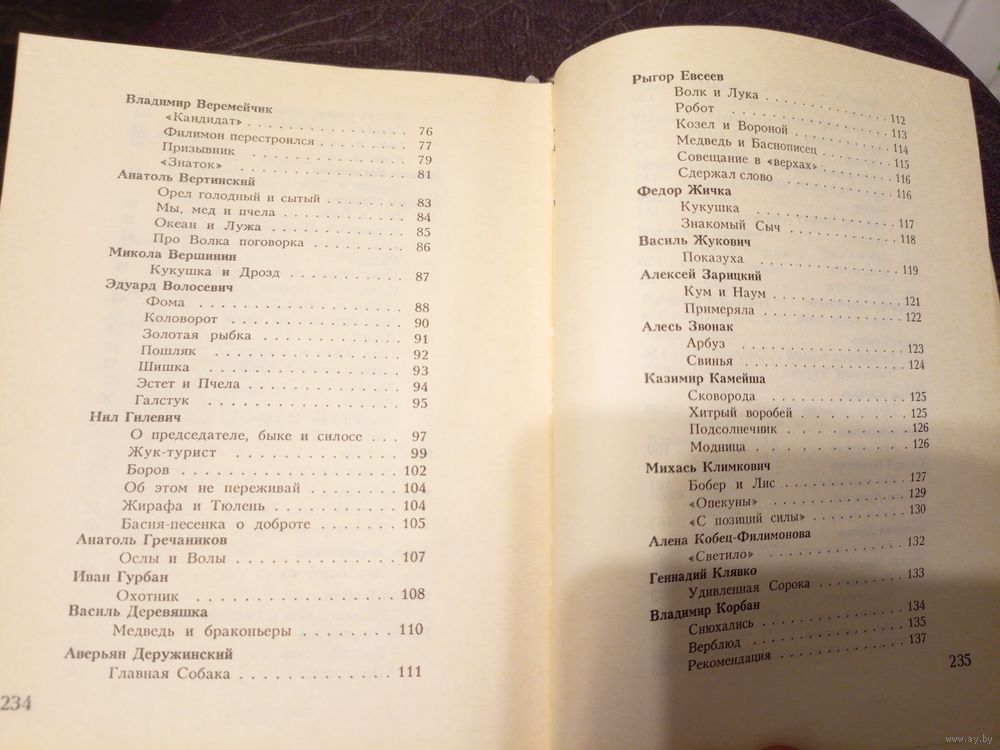 Владимир Веремейчик
«Кандидат» . . . . . . . . . . . . . 76
Филимон перестроился . . . . . . . 77
Призывник . . . . . . . . . . . . . 79
«Знаток» . . . . . . . . . . . . . 81
Анатоль Вертинский
Орел голодный и сытый . . . . . . . 83
Мы, мед и пчела . . . . . . . . . . 84
Океан и Лужа . . . . . . . . . . . 85
Про Волка поговорка . . . . . . . . 86
Микола Вершинин
Кукушка и Дрозд . . . . . . . . . . 87
Эдуард Волосевич
Фома . . . . . . . . . . . . . . . 88
Коловорот . . . . . . . . . . . . . 90
Золотая рыбка . . . . . . . . . . . 91
Пошляк . . . . . . . . . . . . . . 92
Шишка . . . . . . . . . . . . . . . 93
Эстет и Пчела . . . . . . . . . . . 94
Галстук . . . . . . . . . . . . . . 95
Нил Гилевич
О председателе, быке и силосе . . . 97
Жук-турист . . . . . . . . . . . . 99
Боров . . . . . . . . . . . . . . . 102
Об этом не переживай . . . . . . . 104
Жирафа и Тюлень . . . . . . . . . . 104
Басня-песенка о доброте . . . . . . 105
Анатоль Гречаников
Ослы и Волы . . . . . . . . . . . . 107
Иван Гурбан
Охотник . . . . . . . . . . . . . . 108
Василь Деревяшка
Медведь и браконьеры . . . . . . . 110
Аверьян Деружинский
Главная Собака . . . . . . . . . . 111
234
Рыгор Евсеев
Волк и Лука . . . . . . . . . . . . 112
Робот . . . . . . . . . . . . . . . 113
Козел и Вороной . . . . . . . . . . 114
Медведь и Баснописец . . . . . . . 115
Совещание в «верхах» . . . . . . . 116
Сдержал слово . . . . . . . . . . . 116
Федор Жичка
Кукушка . . . . . . . . . . . . . . 117
Знакомый Сыч . . . . . . . . . . . 118
Василь Жукович
Показуха . . . . . . . . . . . . . 119
Алексей Зарицкий
Кум и Наум . . . . . . . . . . . . 121
Примеряла . . . . . . . . . . . . . 122
Алесь Звонак
Арбуз . . . . . . . . . . . . . . . 123
Свинья . . . . . . . . . . . . . . 124
Казимир Камейша
Сковорода . . . . . . . . . . . . . 125
Хитрый воробей . . . . . . . . . . 125
Подсолнечник . . . . . . . . . . . 126
Модница . . . . . . . . . . . . . . 126
Михась Климкович
Бобер и Лис . . . . . . . . . . . . 127
«Опекуны» . . . . . . . . . . . . . 129
«С позиций силы» . . . . . . . . . 130
Алена Кобец-Филимонова
«Светило» . . . . . . . . . . . . . 132
Геннадий Клявко
Удивленная Сорока . . . . . . . . . 133
Владимир Корбан
Снюхались . . . . . . . . . . . . . 134
Верблюд . . . . . . . . . . . . . . 135
Рекомендация . . . . . . . . . . . 137
235
www.ay.by